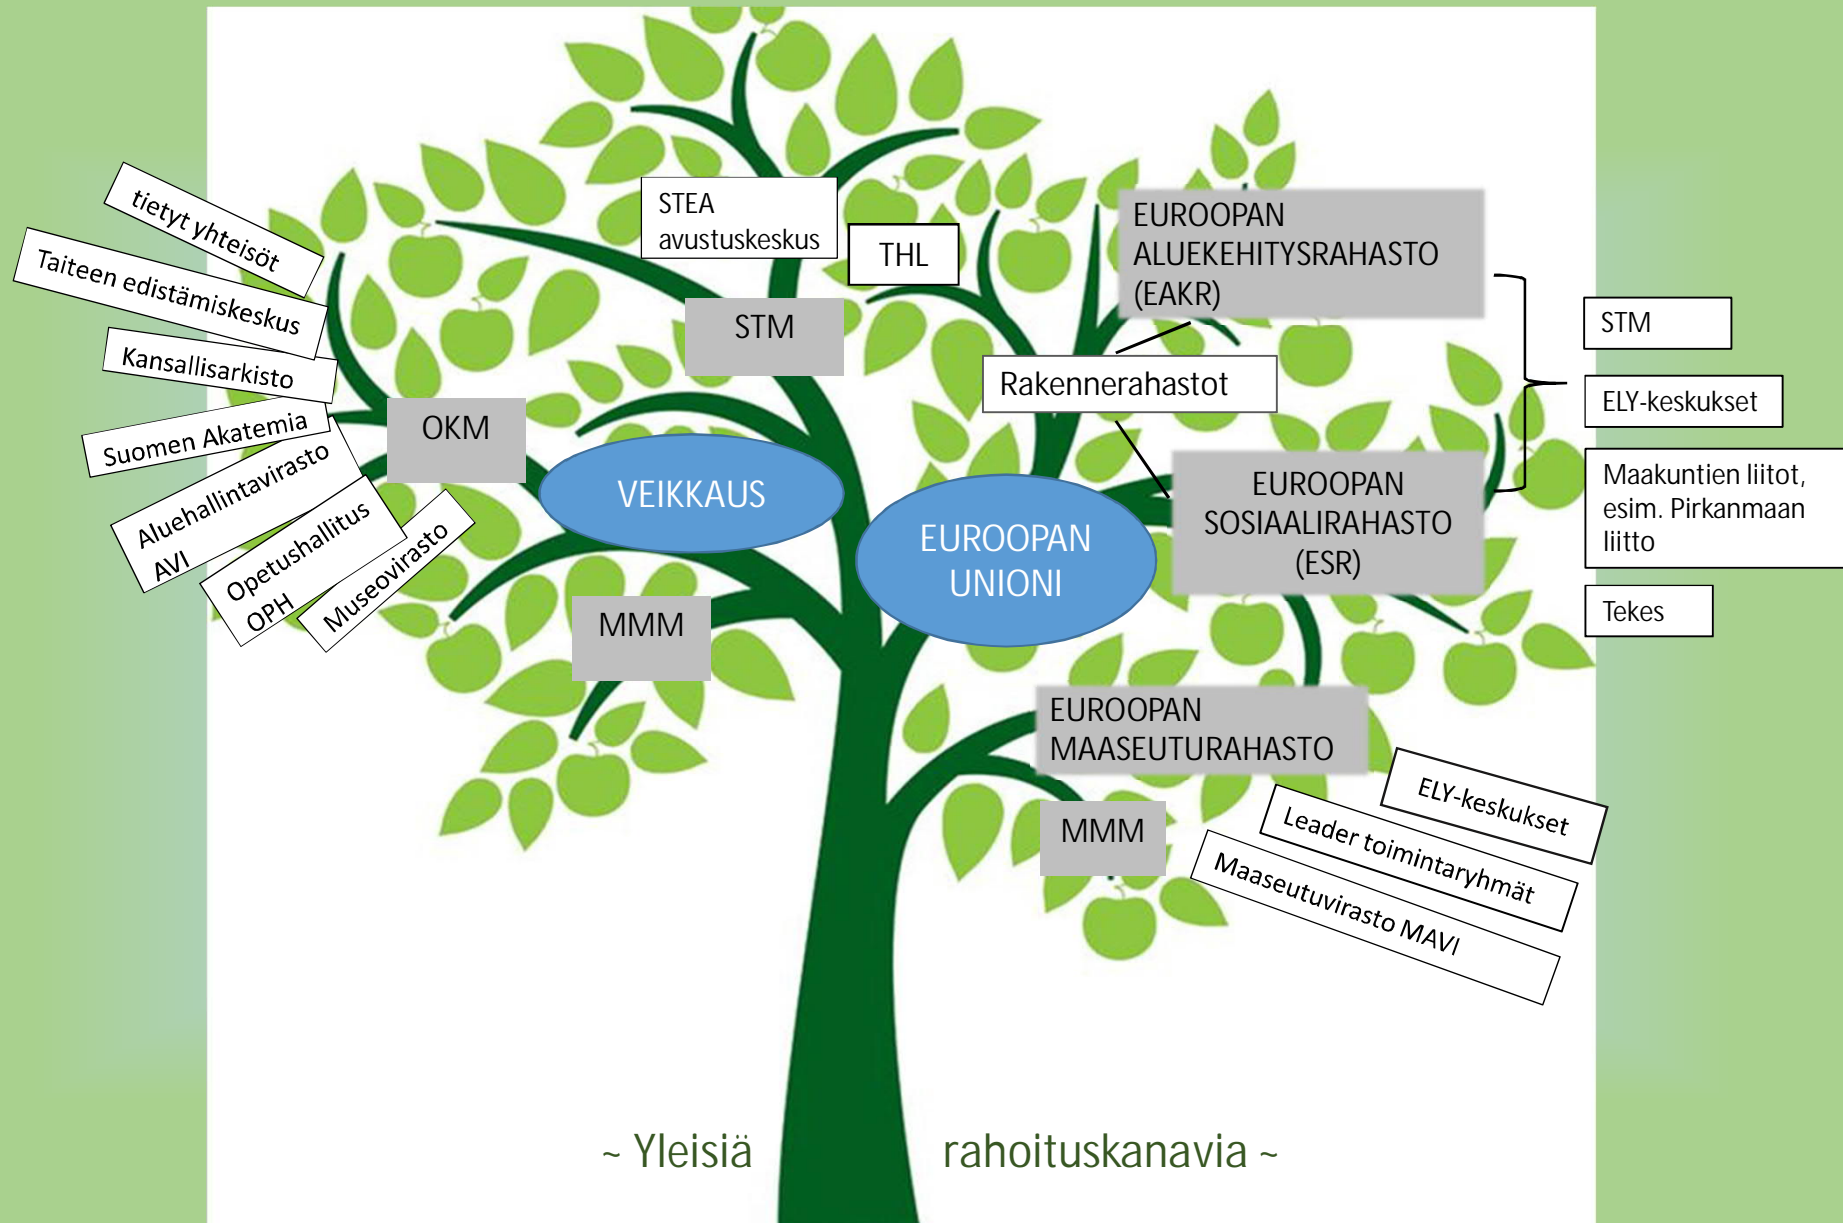 tietyt yhteisöt
Taiteen edistämiskeskus
Kansallisarkisto
Suomen Akatemia
Aluehallintavirasto
AVI
Opetushallitus
OPH
Museovirasto
OKM
STEA
avustuskeskus
THL
STM
VEIKKAUS
MMM
EUROOPAN
UNIONI
EUROOPAN
ALUEKEHITYSRAHASTO
(EAKR)
Rakennerahastot
EUROOPAN
SOSIAALIRAHASTO
(ESR)
STM
ELY-keskukset
Maakuntien liitot,
esim. Pirkanmaan
liitto
Tekes
EUROOPAN
MAASEUTURAHASTO
MMM
ELY-keskukset
Leader toimintaryhmät
Maaseutuvirasto MAVI
~ Yleisiä rahoituskanavia ~